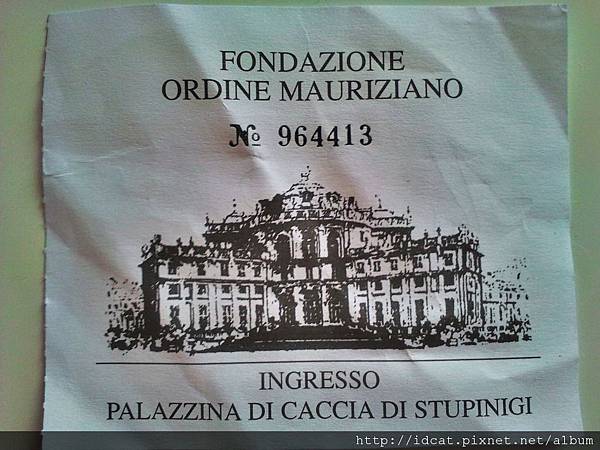 FONDAZIONE
ORDINE MAURIZIANO
№ 964413
INGRESSO
PALAZZINA DI CACCIA DI STUPINIGI
http://idcat.pixnet.net/album